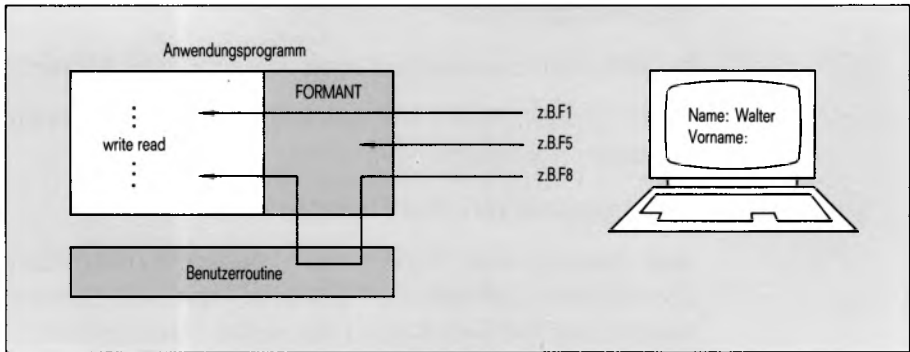 Anwendungsprogramm
FORMANT
write read
z.B.F1
z.B.F5
z.B.F8
Benutzerroutine
Name: Walter
Vorname: